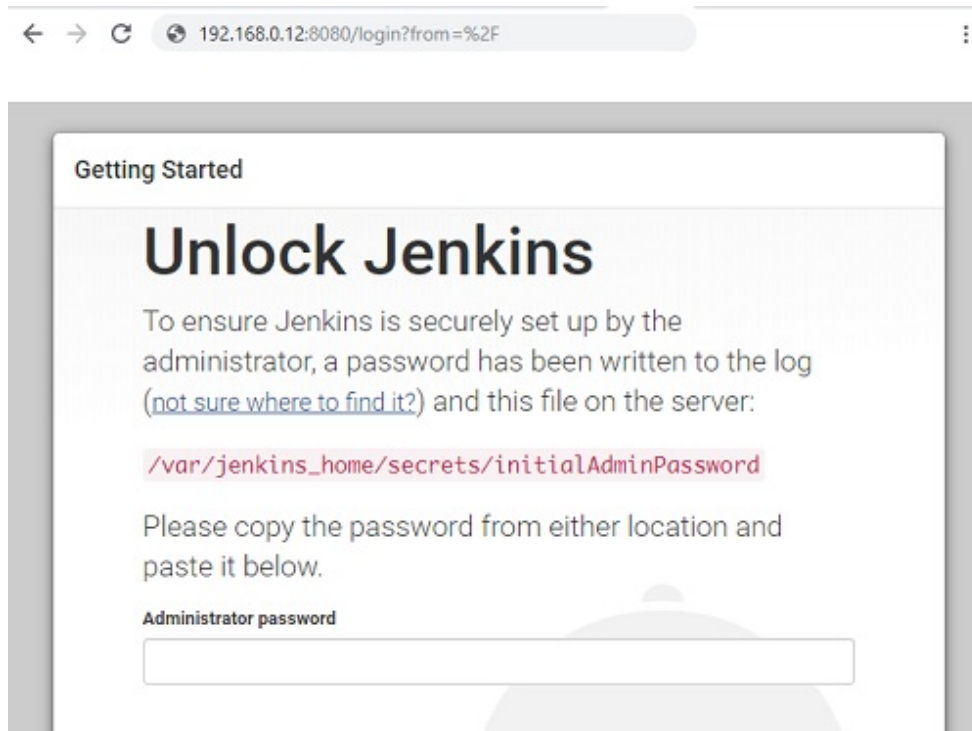 192.168.0.12:8080/login?from=%2F
Getting Started
Unlock Jenkins
To ensure Jenkins is securely set up by the
administrator, a password has been written to the log
(not sure where to find it?) and this file on the server:
/var/jenkins_home/secrets/initialAdminPassword
Please copy the password from either location and
paste it below.
Administrator password